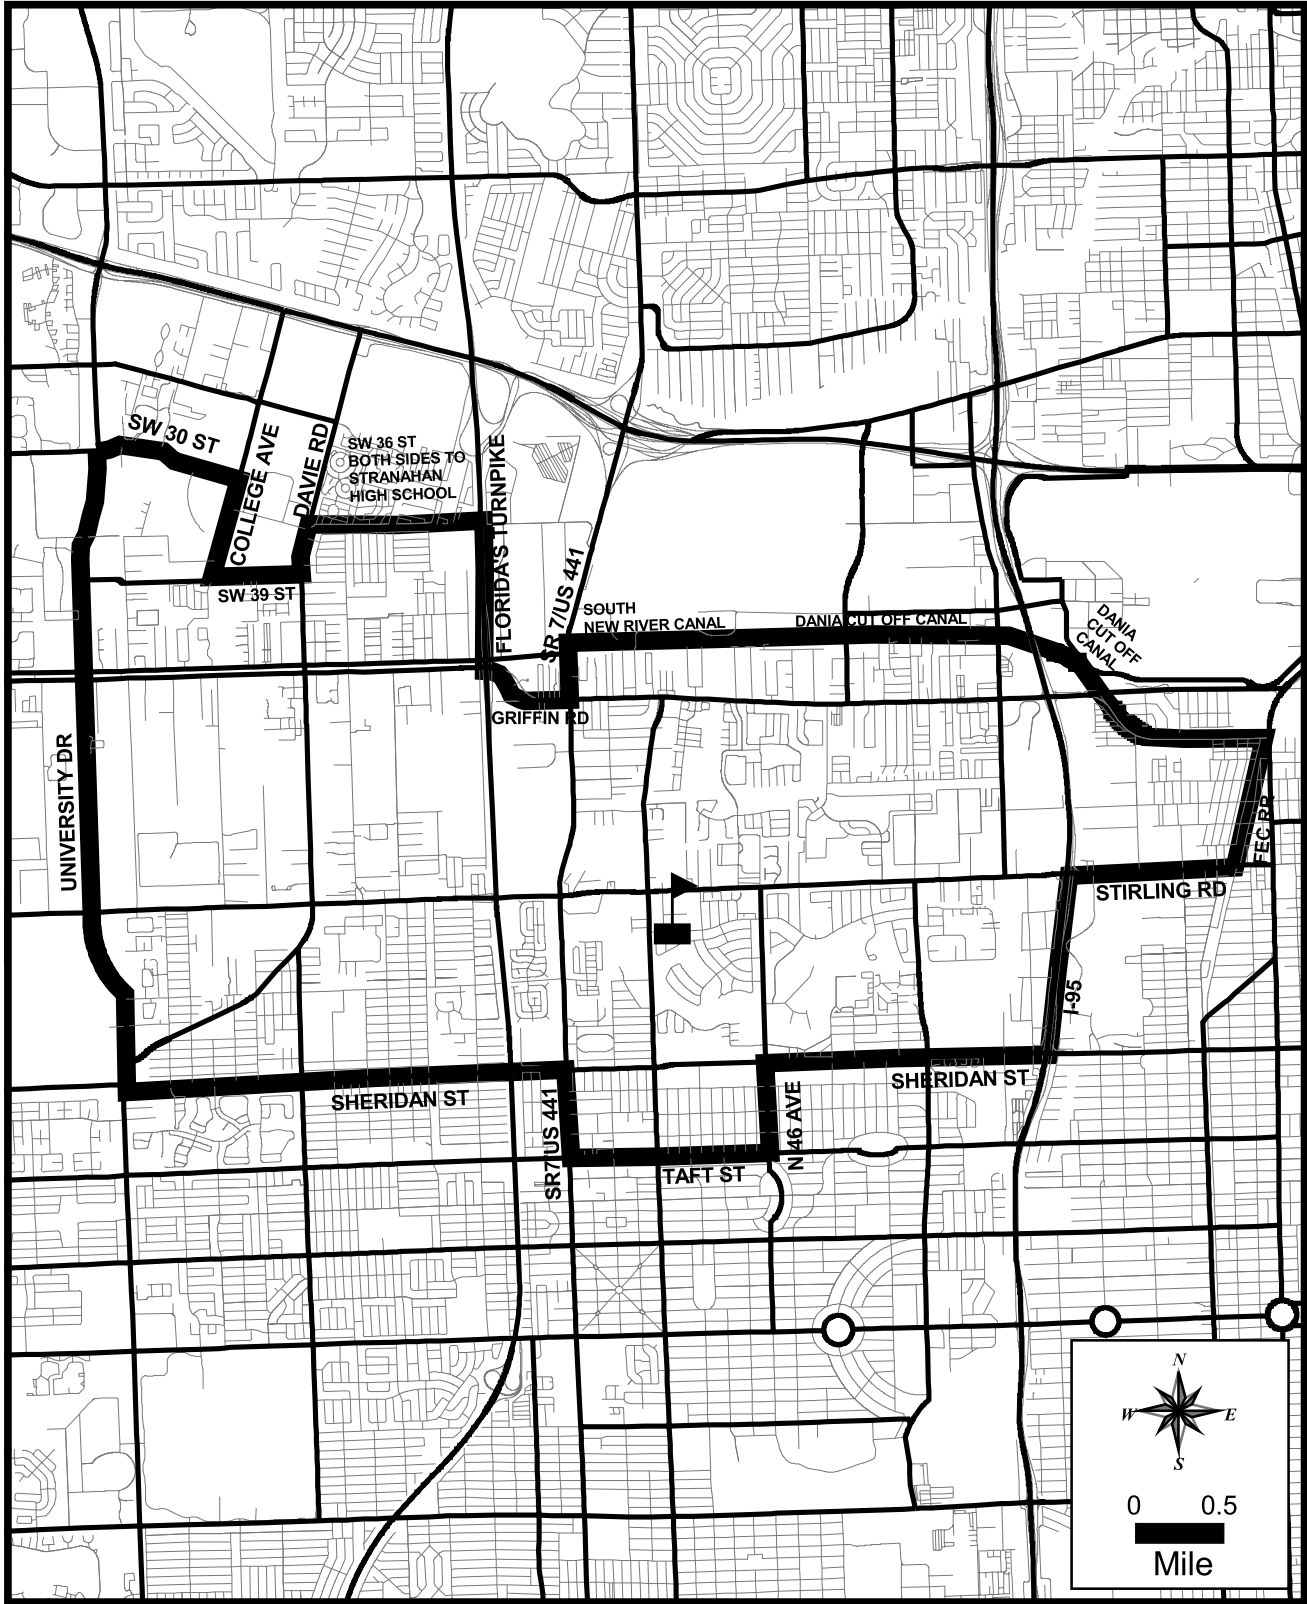 SW 30 ST
COLLEGE AVE
DAVIE RD
SW 36 ST
BOTH SIDES TO
STRANAHAN
HIGH SCHOOL
FLORIDA'S TURNPIKE
SR 7/US 441
SW 39 ST
SOUTH
NEW RIVER CANAL
DANIA CUT OFF CANAL
DANIA
CUT OFF
CANAL
GRIFFIN RD
UNIVERSITY DR
FEC RR
STIRLING RD
I-95
SHERIDAN ST
SHERIDAN ST
SR7/US 441
N 46 AVE
TAFT ST
N
W E
S
0 0.5
Mile